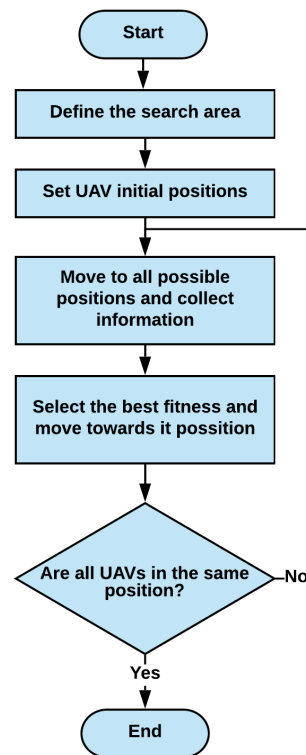 Start
Define the search area
Set UAV initial positions
Move to all possible
positions and collect
information
Select the best fitness and
move towards it possition
Are all UAVs in the same
position?
No
Yes
End